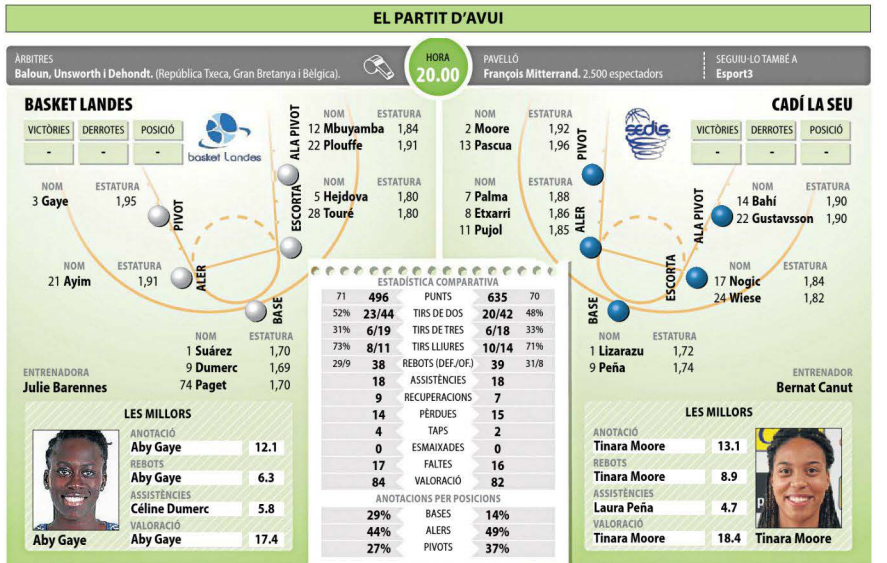 EL PARTIT D'AVUI
ÀRBITRES
Baloun, Unsworth i Dehondt. (República Txeca, Gran Bretanya i Bèlgica).
HORA
20.00
PAVELLÓ
François Mitterrand. 2.500 espectadors
SEGUIU-LO TAMBÉ A
Esport3
BASKET LANDES
VICTÒRIES DERROTES POSICIÓ
- - -
basket Landes
NOM ESTATURA
12 Mbuyamba 1,84
22 Plouffe 1,91
ALA PIVOT
NOM ESTATURA
5 Hejdova 1,80
28 Touré 1,80
ESCORTA
NOM ESTATURA
3 Gaye 1,95
PIVOT
NOM ESTATURA
21 Ayim 1,91
ALER
BASE
NOM ESTATURA
1 Suárez 1,70
9 Dumerc 1,69
74 Paget 1,70
ENTRENADORA
Julie Barennes
LES MILLORS
ANOTACIÓ
Aby Gaye 12.1
REBOTS
Aby Gaye 6.3
ASSISTÈNCIES
Céline Dumerc 5.8
VALORACIÓ
Aby Gaye 17.4
Aby Gaye
ESTADÍSTICA COMPARATIVA
71 496 PUNTS 635 70
52% 23/44 TIRS DE DOS 20/42 48%
31% 6/19 TIRS DE TRES 6/18 33%
73% 8/11 TIRS LLIURES 10/14 71%
29/9 38 REBOTS (DEF./OF.) 39 31/8
18 ASSISTÈNCIES 18
9 RECUPERACIONS 7
14 PÈRDUES 15
4 TAPS 2
0 ESMAIXADES 0
17 FALTES 16
84 VALORACIÓ 82
ANOTACIONS PER POSICIONS
29% BASES 14%
44% ALERS 49%
27% PIVOTS 37%
CADÍ LA SEU
VICTÒRIES DERROTES POSICIÓ
- - -
sedis
NOM ESTATURA
2 Moore 1,92
13 Pascua 1,96
PIVOT
NOM ESTATURA
7 Palma 1,88
8 Etxarri 1,86
11 Pujol 1,85
ALER
NOM ESTATURA
14 Bahí 1,90
22 Gustavsson 1,90
ALA PIVOT
NOM ESTATURA
17 Nogic 1,84
24 Wiese 1,82
ESCORTA
BASE
NOM ESTATURA
1 Lizarazu 1,72
9 Peña 1,74
ENTRENADOR
Bernat Canut
LES MILLORS
ANOTACIÓ
Tinara Moore 13.1
REBOTS
Tinara Moore 8.9
ASSISTÈNCIES
Laura Peña 4.7
VALORACIÓ
Tinara Moore 18.4
Tinara Moore